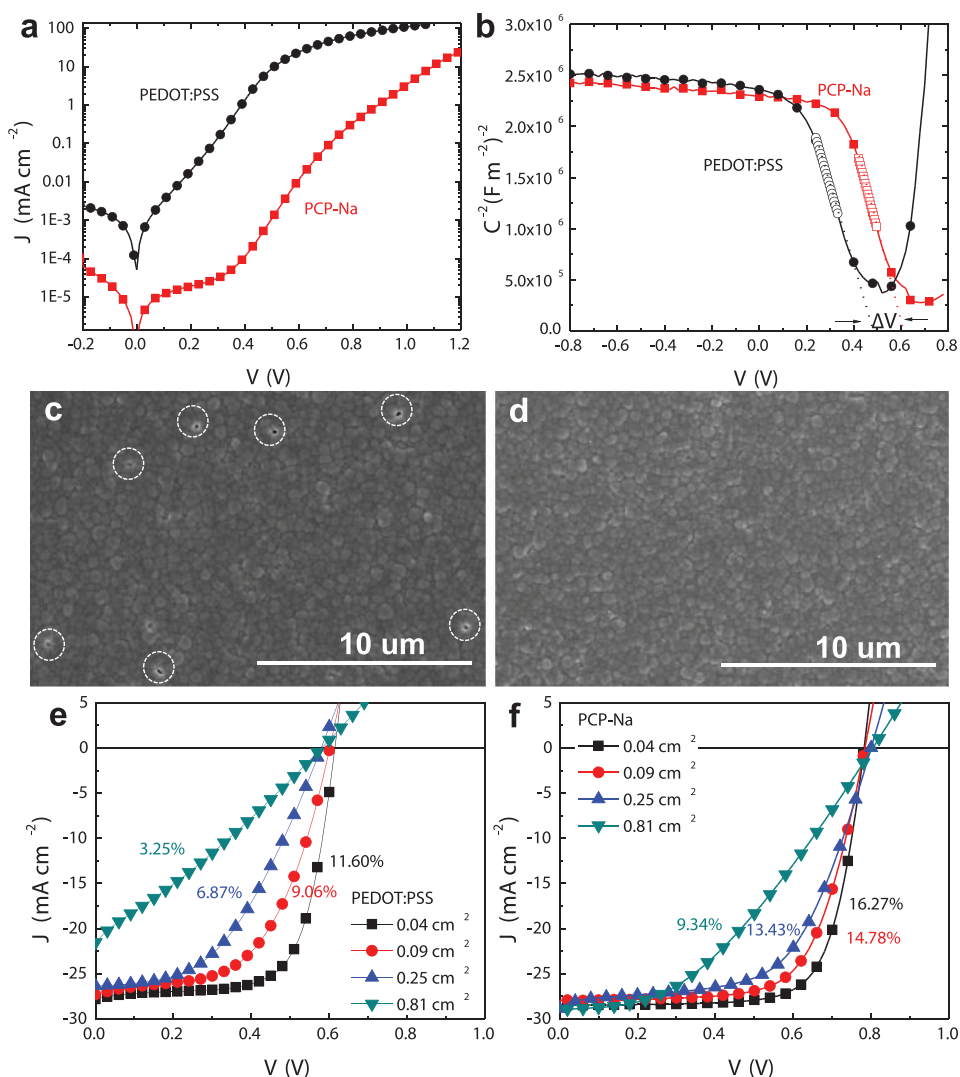 a
100
10
1
0.1
0.01
1E-3
1E-4
1E-5
J (mA cm⁻²)
PEDOT:PSS
PCP-Na
-0.2 0.0 0.2 0.4 0.6 0.8 1.0 1.2
V (V)
b
3.0x10⁶
2.5x10⁶
2.0x10⁶
1.5x10⁶
1.0x10⁶
5.0x10⁵
0.0
C⁻²(F m⁻²)⁻²
PCP-Na
PEDOT:PSS
ΔV
-0.8 -0.6 -0.4 -0.2 0.0 0.2 0.4 0.6 0.8
V (V)
c
10 um
d
10 um
e
5
0
-5
-10
-15
-20
-25
-30
J (mA cm⁻²)
3.25%
6.87%
9.06%
11.60%
PEDOT:PSS
0.04 cm²
0.09 cm²
0.25 cm²
0.81 cm²
0.0 0.2 0.4 0.6 0.8 1.0
V (V)
f
5
0
-5
-10
-15
-20
-25
-30
J (mA cm⁻²)
PCP-Na
0.04 cm²
0.09 cm²
0.25 cm²
0.81 cm²
9.34%
13.43%
16.27%
14.78%
0.0 0.2 0.4 0.6 0.8 1.0
V (V)